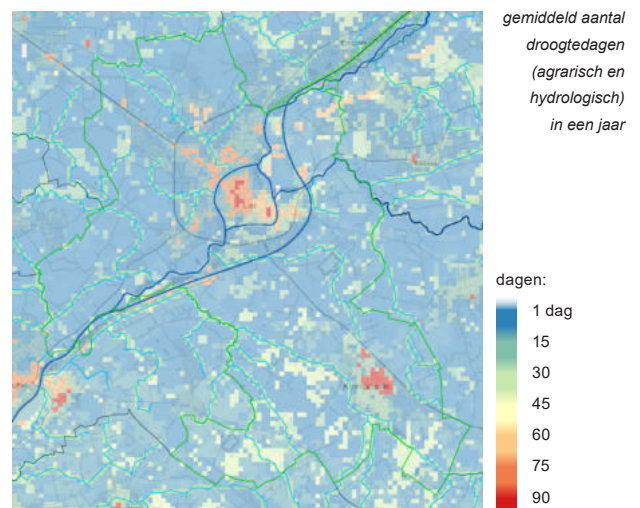 gemiddeld aantal
droogtedagen
(agrarisch en
hydrologisch)
in een jaar
dagen:
1 dag
15
30
45
60
75
90